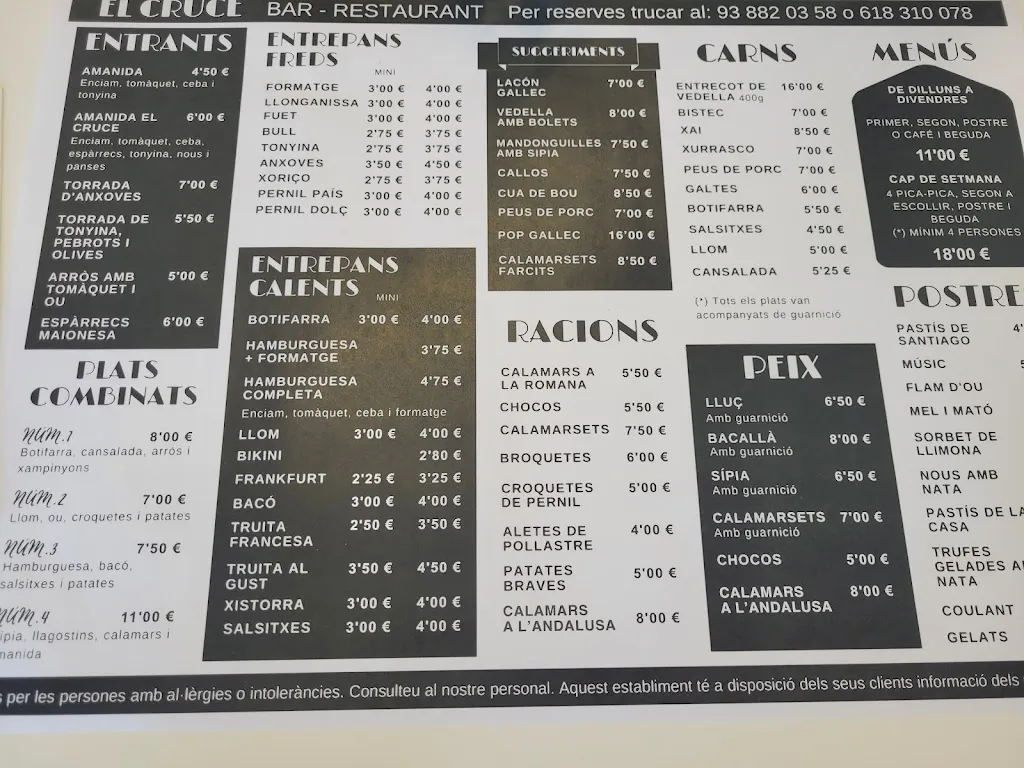 EL CRUCE BAR - RESTAURANT Per reserves trucar al: 93 882 03 58 o 618 310 078
ENTRANTS
AMANIDA 4'50 €
Enciam, tomàquet, ceba i
tonyina
AMANIDA EL
CRUCE 6'00 €
Enciam, tomàquet, ceba,
espàrrecs, tonyina, nous i
panses
TORRADA
D'ANXOVES 7'00 €
TORRADA DE
TONYINA,
PEBROTS I
OLIVES 5'50 €
ARRÒS AMB
TOMÀQUET I
OU 5'00 €
ESPÀRRECS
MAIONESA 6'00 €
PLATS
COMBINATS
NÚM.1 8'00 €
Botifarra, cansalada, arròs i
xampinyons
NÚM.2 7'00 €
Llom, ou, croquetes i patates
NÚM.3 7'50 €
Hamburguesa, bacó,
salsitxes i patates
NÚM.4 11'00 €
ipia, llagostins, calamars i
manida
ENTREPANS
FREDS
MINI
FORMATGE 3'00 € 4'00 €
LLONGANISSA 3'00 € 4'00 €
FUET 3'00 € 4'00 €
BULL 2'75 € 3'75 €
TONYINA 2'75 € 3'75 €
ANXOVES 3'50 € 4'50 €
XORIÇO 2'75 € 3'75 €
PERNIL PAÍS 3'00 € 4'00 €
PERNIL DOLÇ 3'00 € 4'00 €
ENTREPANS
CALENTS
MINI
BOTIFARRA 3'00 € 4'00 €
HAMBURGUESA
+ FORMATGE 3'75 €
HAMBURGUESA
COMPLETA 4'75 €
Enciam, tomàquet, ceba i formatge
LLOM 3'00 € 4'00 €
BIKINI 2'80 €
FRANKFURT 2'25 € 3'25 €
BACÓ 3'00 € 4'00 €
TRUITA
FRANCESA 2'50 € 3'50 €
TRUITA AL
GUST 3'50 € 4'50 €
XISTORRA 3'00 € 4'00 €
SALSITXES 3'00 € 4'00 €
SUGGERIMENTS
LACÓN
GALLEC 7'00 €
VEDELLA
AMB BOLETS 8'00 €
MANDONGUILLES
AMB SIPIA 7'50 €
CALLOS 7'50 €
CUA DE BOU 8'50 €
PEUS DE PORC 7'00 €
POP GALLEC 16'00 €
CALAMARSETS
FARCITS 8'50 €
RACIONS
CALAMARS A
LA ROMANA 5'50 €
CHOCOS 5'50 €
CALAMARSETS 7'50 €
BROQUETES 6'00 €
CROQUETES
DE PERNIL 5'00 €
ALETES DE
POLLASTRE 4'00 €
PATATES
BRAVES 5'00 €
CALAMARS
A L'ANDALUSA 8'00 €
CARNS
ENTRECOT DE
VEDELLA 400g 16'00 €
BISTEC 7'00 €
XAI 8'50 €
XURRASCO 7'00 €
PEUS DE PORC 7'00 €
GALTES 6'00 €
BOTIFARRA 5'50 €
SALSITXES 4'50 €
LLOM 5'00 €
CANSALADA 5'25 €
(*) Tots els plats van
acompanyats de guarnició
PEIX
LLUÇ 6'50 €
Amb guarnició
BACALLÀ 8'00 €
Amb guarnició
SÍPIA 6'50 €
Amb guarnició
CALAMARSETS 7'00 €
Amb guarnició
CHOCOS 5'00 €
CALAMARS
A L'ANDALUSA 8'00 €
MENÚS
DE DILLUNS A
DIVENDRES
PRIMER, SEGON, POSTRE
O CAFÈ I BEGUDA
11'00 €
CAP DE SETMANA
4 PICA-PICA, SEGON A
ESCOLLIR, POSTRE I
BEGUDA
(*) MÍNIM 4 PERSONES
18'00 €
POSTRE
PASTÍS DE
SANTIAGO 4'
MÚSIC
FLAM D'OU
MEL I MATÓ
SORBET DE
LLIMONA
NOUS AMB
NATA
PASTÍS DE LA
CASA
TRUFES
GELADES A
NATA
COULANT
GELATS
s per les persones amb al·lèrgies o intoleràncies. Consulteu al nostre personal. Aquest establiment té a disposició dels seus clients informació dels